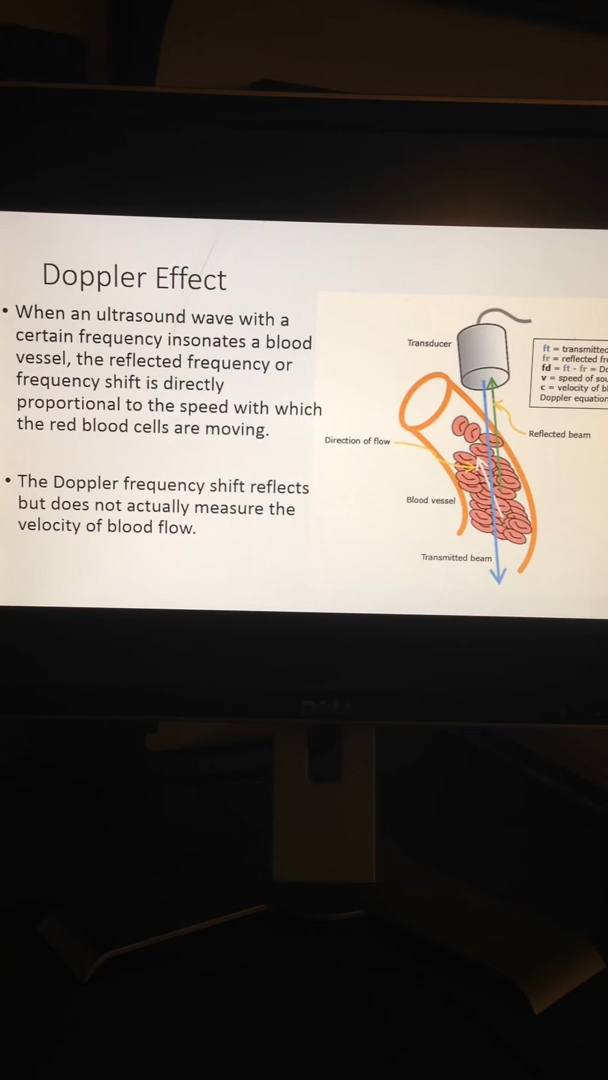 Doppler Effect
• When an ultrasound wave with a
certain frequency insonates a blood
vessel, the reflected frequency or
frequency shift is directly
proportional to the speed with which
the red blood cells are moving.
• The Doppler frequency shift reflects
but does not actually measure the
velocity of blood flow.
Transducer
ft = transmitted
fr = reflected
fd = ft - fr =
v = speed of
c = velocity of
Doppler equation
Reflected beam
Direction of flow
Blood vessel
Transmitted beam